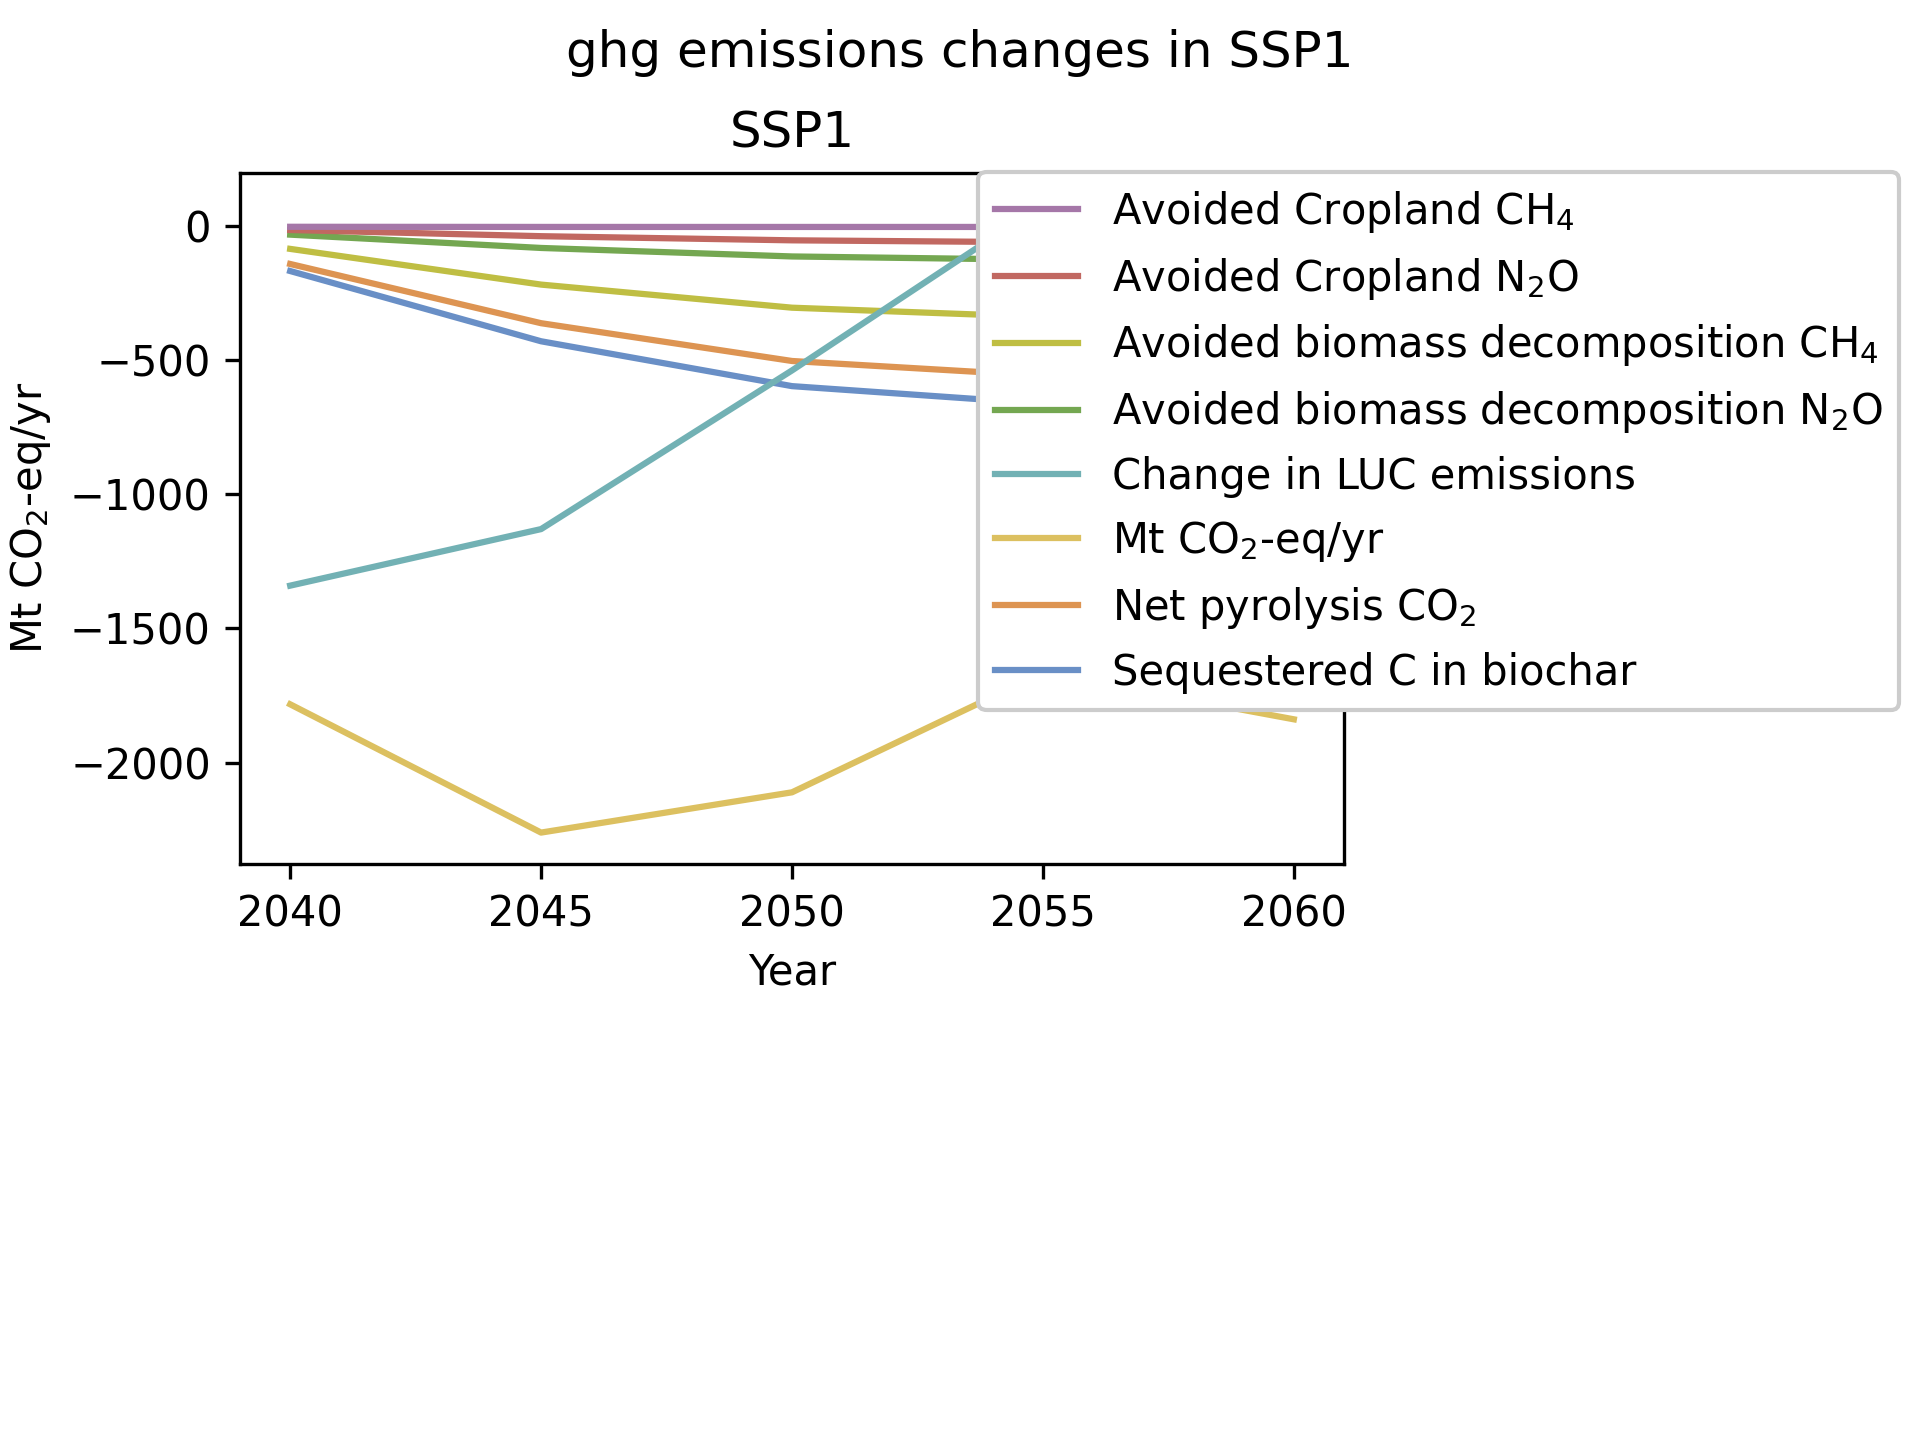 ghg emissions changes in SSP1
SSP1
Avoided Cropland CH₄
Avoided Cropland N₂O
Avoided biomass decomposition CH₄
Avoided biomass decomposition N₂O
Change in LUC emissions
Mt CO₂-eq/yr
Net pyrolysis CO₂
Sequestered C in biochar
Mt CO₂-eq/yr
0
−500
−1000
−1500
−2000
2040 2045 2050 2055 2060
Year